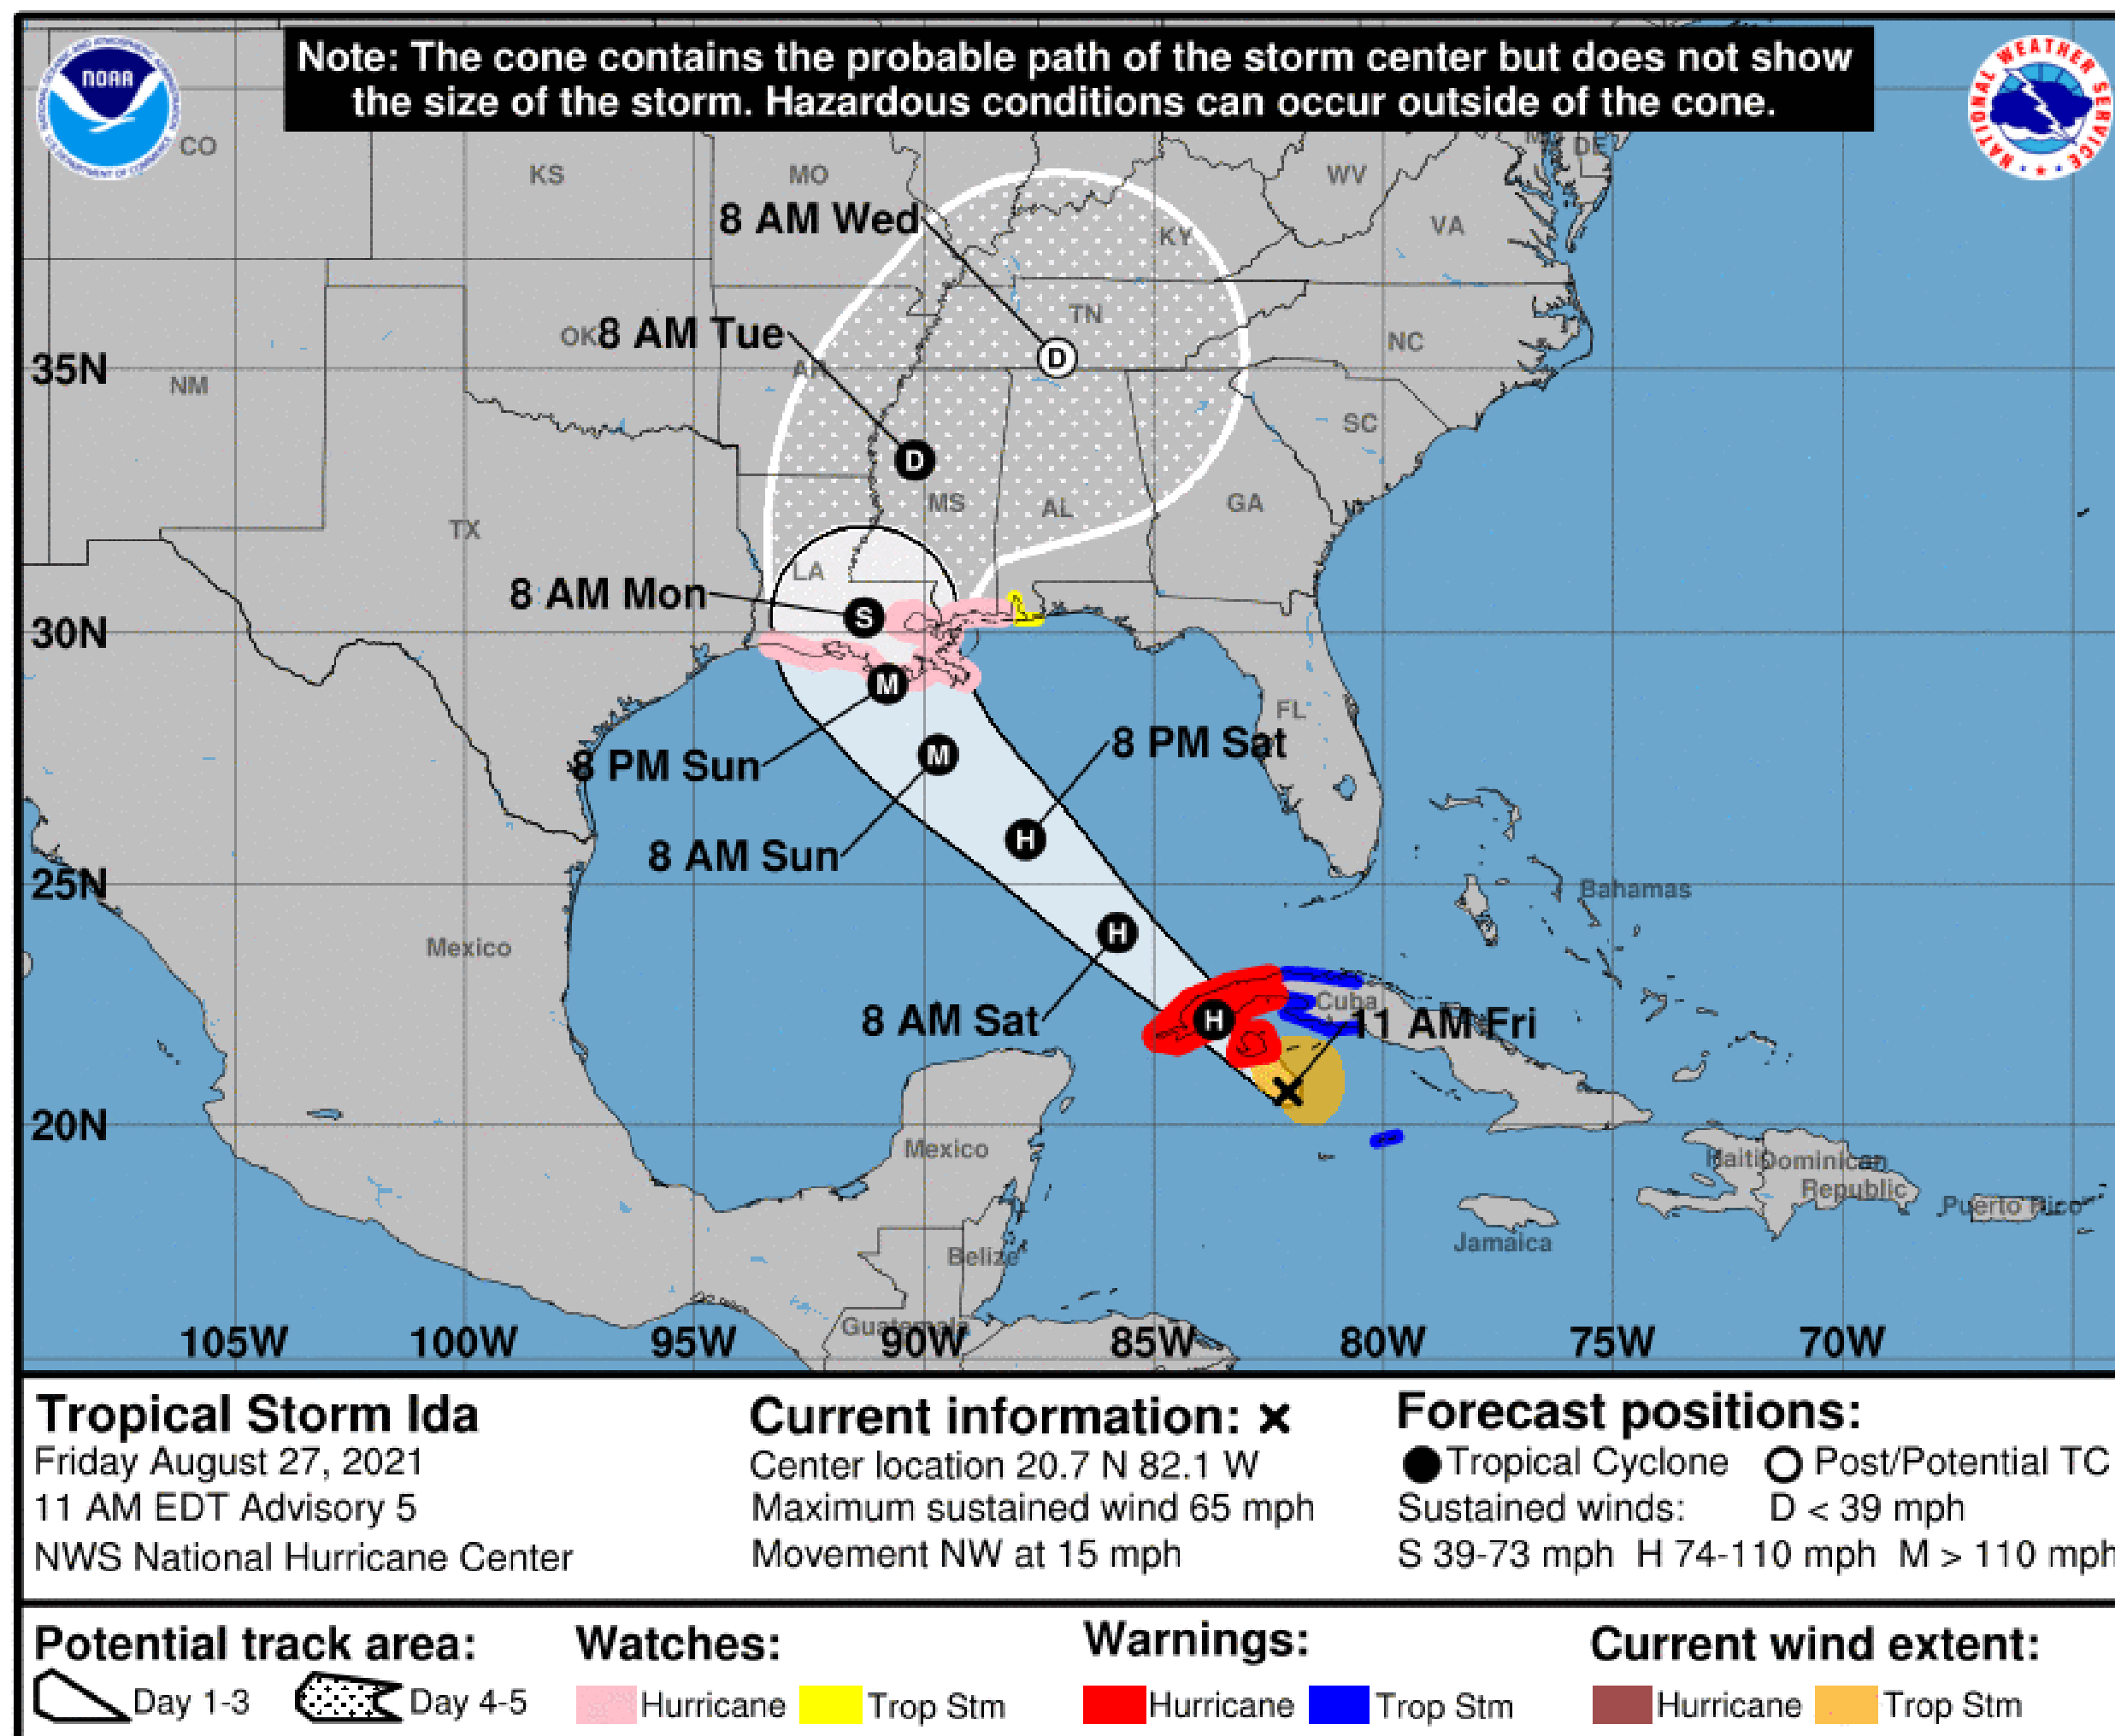 Note: The cone contains the probable path of the storm center but does not show
the size of the storm. Hazardous conditions can occur outside of the cone.
NOAA
NATIONAL WEATHER SERVICE
CO
KS
MO
WV
DE
VA
KY
8 AM Wed
TN
NC
OK
8 AM Tue
AR
35N
NM
D
SC
D
MS
AL
GA
TX
LA
8 AM Mon
S
30N
M
FL
8 PM Sat
8 PM Sun
M
H
8 AM Sun
25N
Bahamas
Mexico
H
8 AM Sat
H
Cuba
11 AM Fri
20N
Mexico
Haiti
Dominican
Republic
Puerto Rico
Jamaica
Belize
Guatemala
105W 100W 95W 90W 85W 80W 75W 70W
Tropical Storm Ida
Friday August 27, 2021
11 AM EDT Advisory 5
NWS National Hurricane Center
Current information: x
Center location 20.7 N 82.1 W
Maximum sustained wind 65 mph
Movement NW at 15 mph
Forecast positions:
Tropical Cyclone Post/Potential TC
Sustained winds: D < 39 mph
S 39-73 mph H 74-110 mph M > 110 mph
Potential track area:
Day 1-3 Day 4-5
Watches:
Hurricane Trop Stm
Warnings:
Hurricane Trop Stm
Current wind extent:
Hurricane Trop Stm